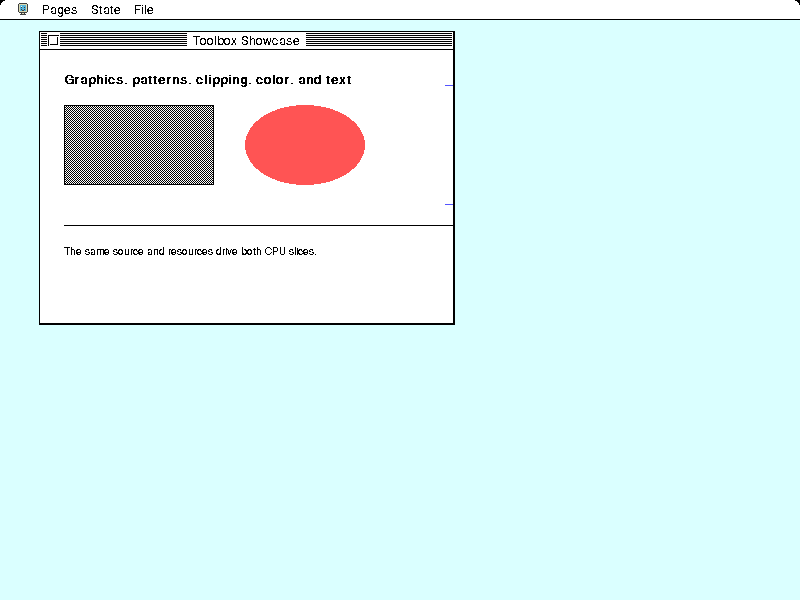 Pages State File
Toolbox Showcase
Graphics. patterns. clipping. color. and text
The same source and resources drive both CPU slices.